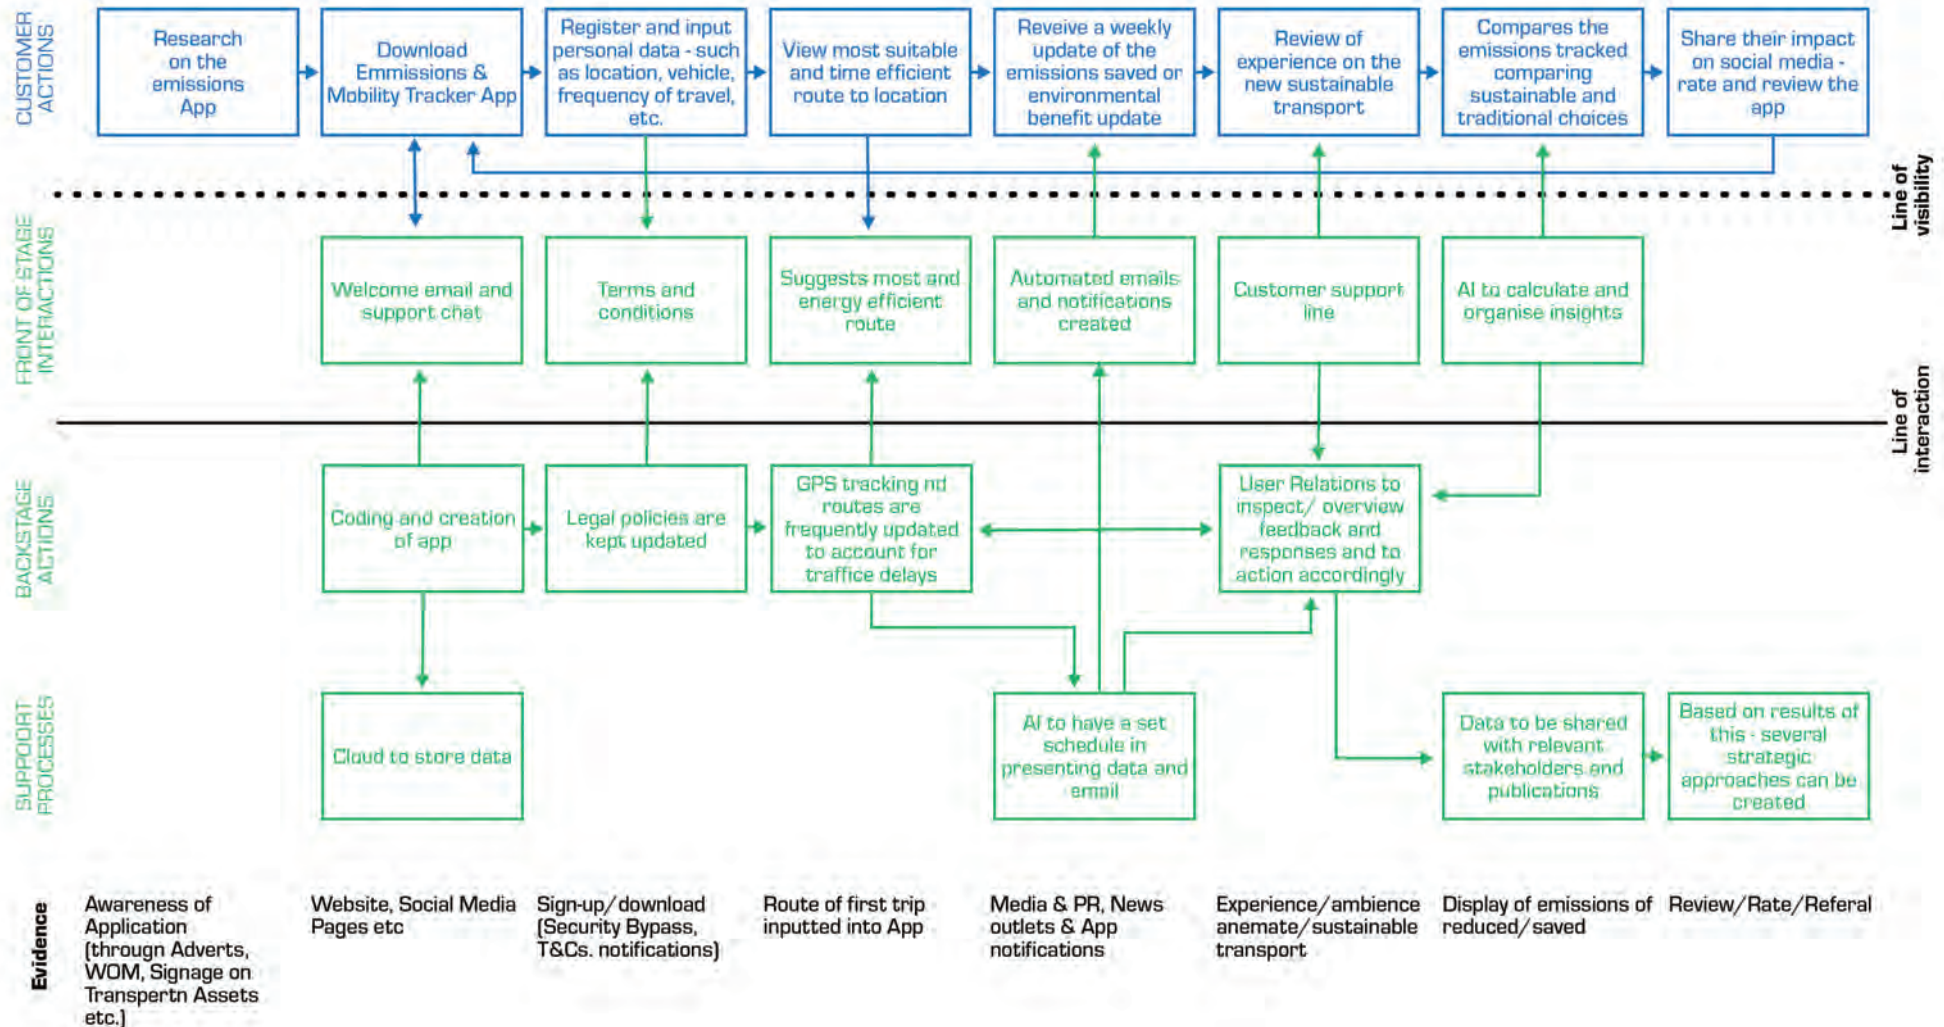 CUSTOMER
ACTIONS
Research
on the
emissions
App
Download
Emmissions &
Mobility Tracker App
Register and input
personal data - such
as location, vehicle,
frequency of travel,
etc.
View most suitable
and time efficient
route to location
Reveive a weekly
update of the
emissions saved or
environmental
benefit update
Review of
experience on the
new sustainable
transport
Compares the
emissions tracked
comparing
sustainable and
traditional choices
Share their impact
on social media -
rate and review the
app
Line of
visibility
FRONT OF STAGE
INTERACTIONS
Welcome email and
support chat
Terms and
conditions
Suggests most and
energy efficient
route
Automated emails
and notifications
created
Customer support
line
AI to calculate and
organise insights
Line of
interaction
BACKSTAGE
ACTIONS
Coding and creation
of app
Legal policies are
kept updated
GPS tracking nd
routes are
frequently updated
to account for
traffice delays
User Relations to
inspect/ overview
feedback and
responses and to
action accordingly
SUPPORT
PROCESSES
Cloud to store data
AI to have a set
schedule in
presenting data and
email
Data to be shared
with relevant
stakeholders and
publications
Based on results of
this - several
strategic
approaches can be
created
Evidence
Awareness of
Application
(throughn Adverts,
WOM, Signage on
Transpertn Assets
etc.)
Website, Social Media
Pages etc
Sign-up/download
(Security Bypass,
T&Cs. notifications)
Route of first trip
inputted into App
Media & PR, News
outlets & App
notifications
Experience/ambience
anemate/sustainable
transport
Display of emissions of
reduced/saved
Review/Rate/Referal